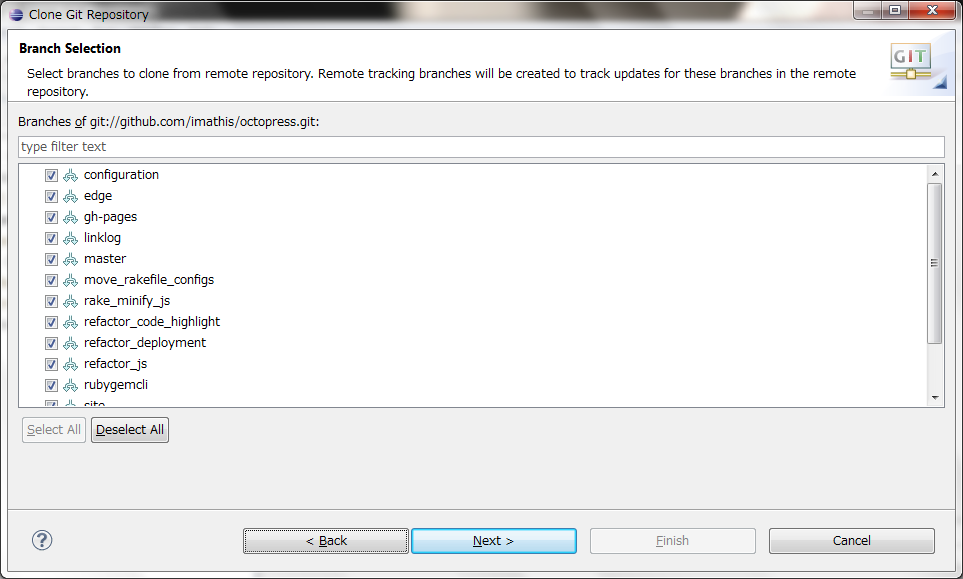 Clone Git Repository
Branch Selection
Select branches to clone from remote repository. Remote tracking branches will be created to track updates for these branches in the remote
repository.
GIT
Branches of git://github.com/imathis/octopress.git:
type filter text
configuration
edge
gh-pages
linklog
master
move_rakefile_configs
rake_minify_js
refactor_code_highlight
refactor_deployment
refactor_js
rubygemcli
site
Select All Deselect All
? < Back Next > Finish Cancel